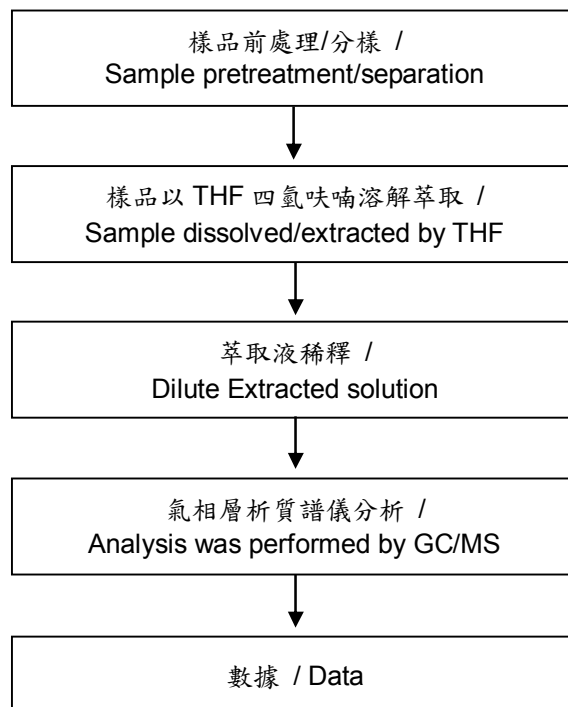 樣品前處理/分樣 /
Sample pretreatment/separation
樣品以 THF 四氫呋喃溶解萃取 /
Sample dissolved/extracted by THF
萃取液稀釋 /
Dilute Extracted solution
氣相層析質譜儀分析 /
Analysis was performed by GC/MS
數據 / Data